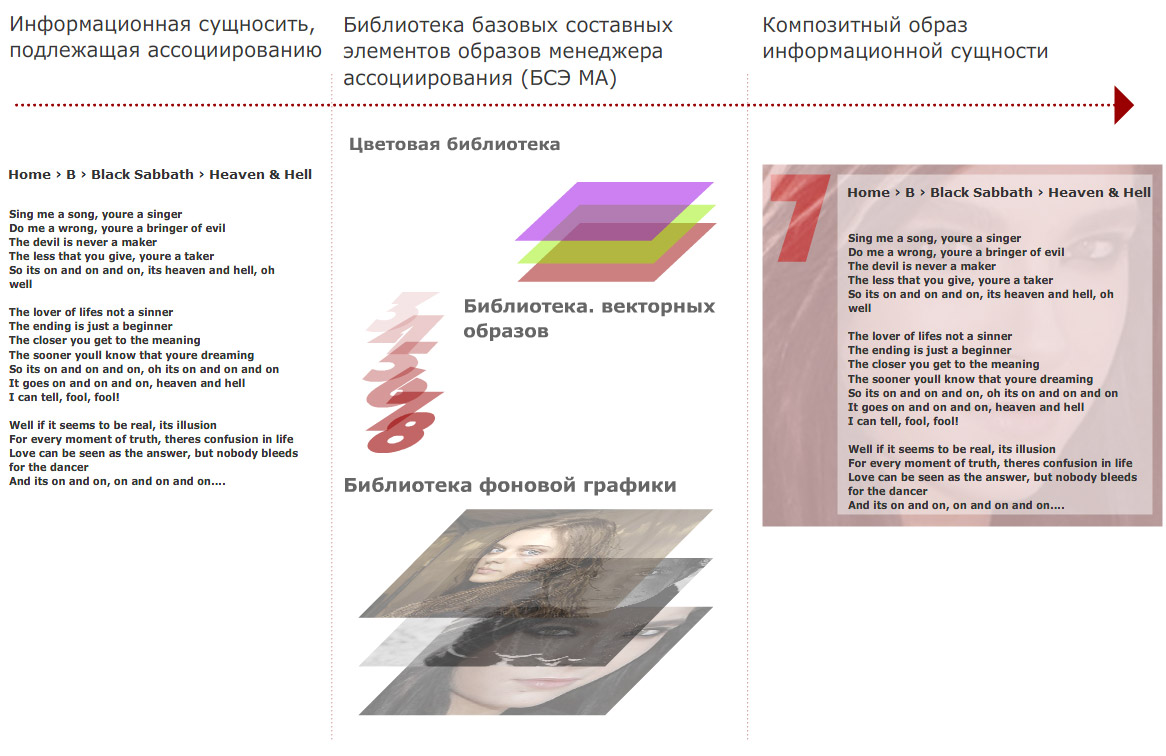 Информационная сущносить,
подлежащая ассоциированию
Библиотека базовых составных
элементов образов менеджера
ассоциирования (БСЭ МА)
Композитный образ
информационной сущности
Home › B › Black Sabbath › Heaven & Hell
Sing me a song, youre a singer
Do me a wrong, youre a bringer of evil
The devil is never a maker
The less that you give, youre a taker
So its on and on and on, its heaven and hell, oh
well
The lover of lifes not a sinner
The ending is just a beginner
The closer you get to the meaning
The sooner youll know that youre dreaming
So its on and on and on, oh its on and on and on
It goes on and on and on, heaven and hell
I can tell, fool, fool!
Well if it seems to be real, its illusion
For every moment of truth, theres confusion in life
Love can be seen as the answer, but nobody bleeds
for the dancer
And its on and on, on and on and on....
Цветовая библиотека
Библиотека. векторных
образов
3
1
5
6
7
8
Библиотека фоновой графики
7
Home › B › Black Sabbath › Heaven & Hell
Sing me a song, youre a singer
Do me a wrong, youre a bringer of evil
The devil is never a maker
The less that you give, youre a taker
So its on and on and on, its heaven and hell, oh
well
The lover of lifes not a sinner
The ending is just a beginner
The closer you get to the meaning
The sooner youll know that youre dreaming
So its on and on and on, oh its on and on and on
It goes on and on and on, heaven and hell
I can tell, fool, fool!
Well if it seems to be real, its illusion
For every moment of truth, theres confusion in life
Love can be seen as the answer, but nobody bleeds
for the dancer
And its on and on, on and on and on....